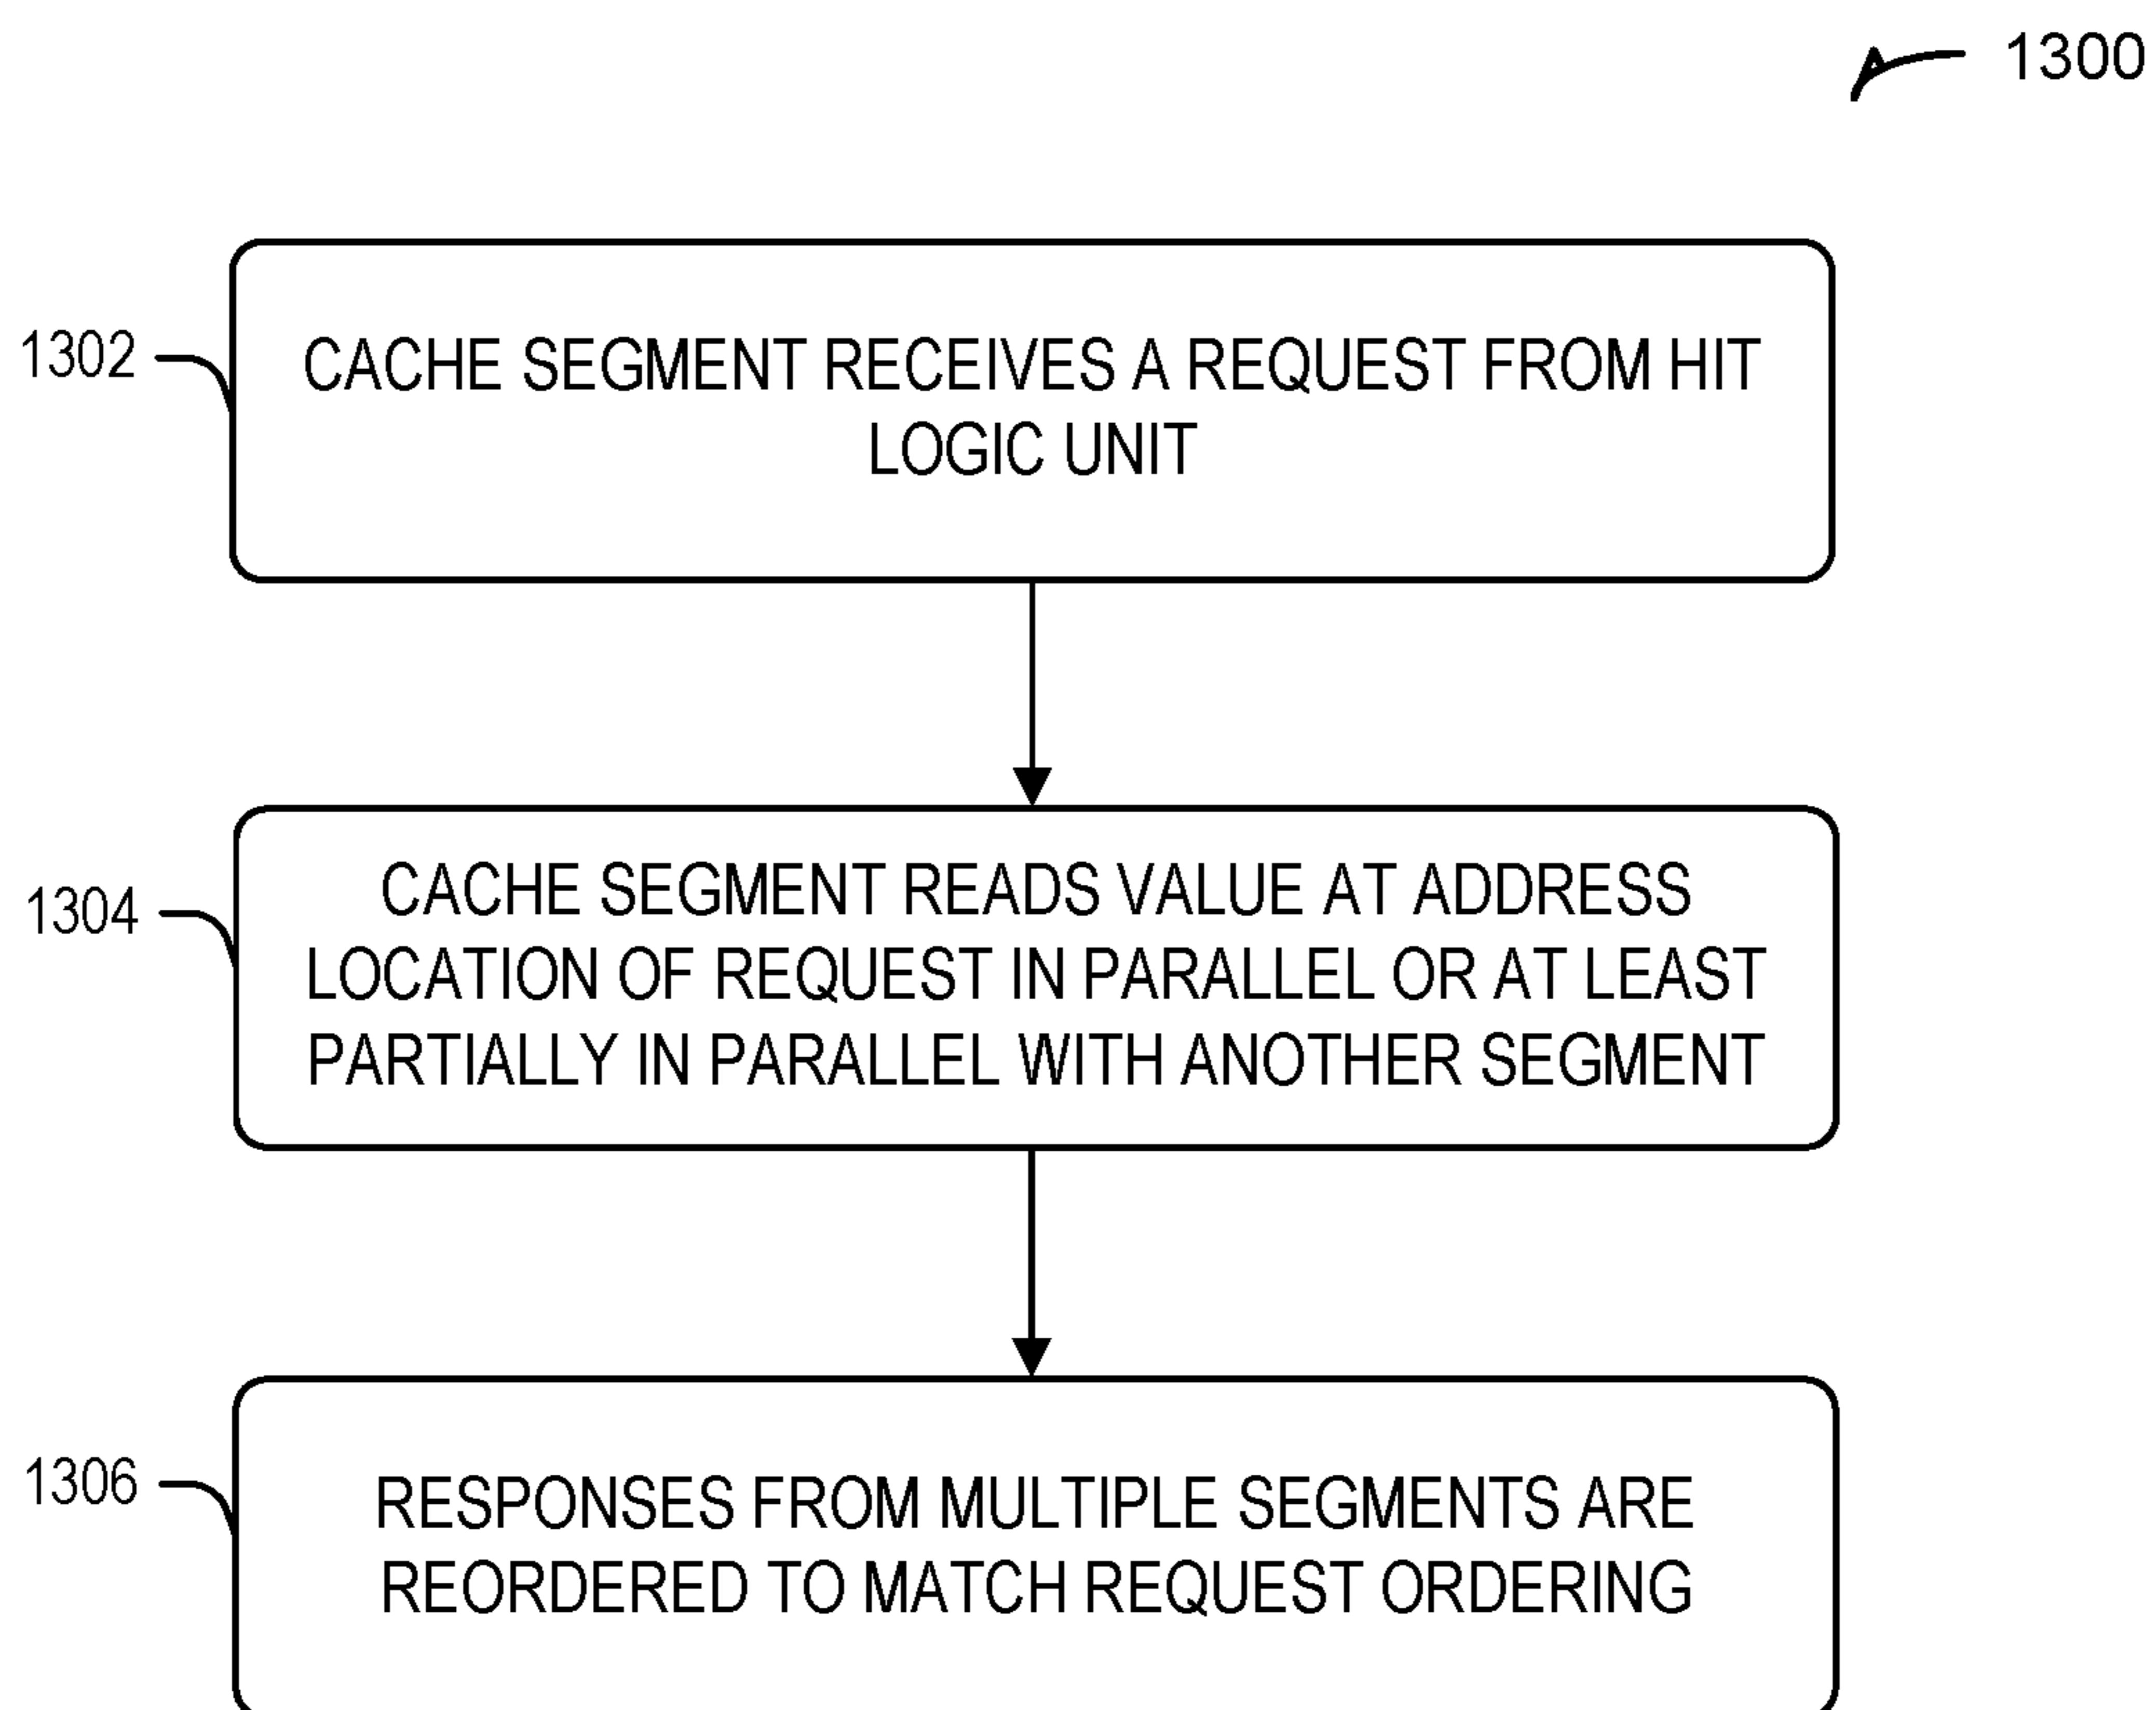 1300
1302
CACHE SEGMENT RECEIVES A REQUEST FROM HIT
LOGIC UNIT
1304
CACHE SEGMENT READS VALUE AT ADDRESS
LOCATION OF REQUEST IN PARALLEL OR AT LEAST
PARTIALLY IN PARALLEL WITH ANOTHER SEGMENT
1306
RESPONSES FROM MULTIPLE SEGMENTS ARE
REORDERED TO MATCH REQUEST ORDERING